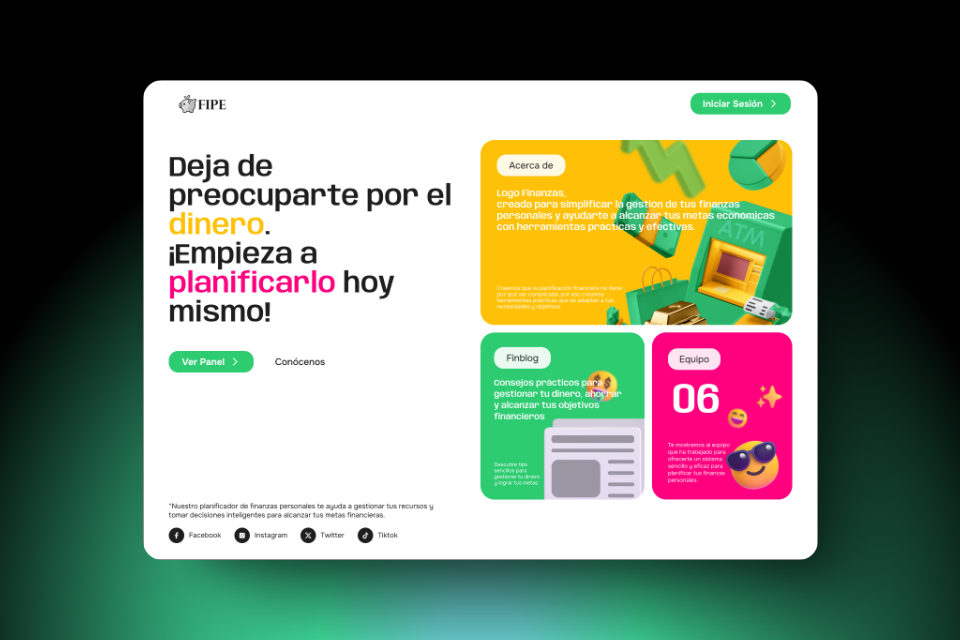 FIPE
Iniciar Sesión
Deja de
preocuparte por el
dinero.
¡Empieza a
planificarlo hoy
mismo!
Ver Panel
Conócenos
*Nuestro planificador de finanzas personales te ayuda a gestionar tus recursos y
tomar decisiones inteligentes para alcanzar tus metas financieras.
Facebook
Instagram
Twitter
Tiktok
Acerca de
Logo Finanzas,
creada para simplificar la gestión de tus finanzas
personales y ayudarte a alcanzar tus metas económicas
con herramientas prácticas y efectivas.
ATM
Creemos que la planificación financiera no tiene
por qué ser complicada, por eso creamos
herramientas prácticas que se adaptan a tus
necesidades y objetivos.
Finblog
Consejos prácticos para
gestionar tu dinero, ahorrar
y alcanzar tus objetivos
financieros
Descubre tips
sencillos para
gestionar tu dinero
y lograr tus metas.
Equipo
06
Te mostramos al equipo
que ha trabajado para
ofrecerte un sistema
sencillo y eficaz para
planificar tus finanzas
personales.